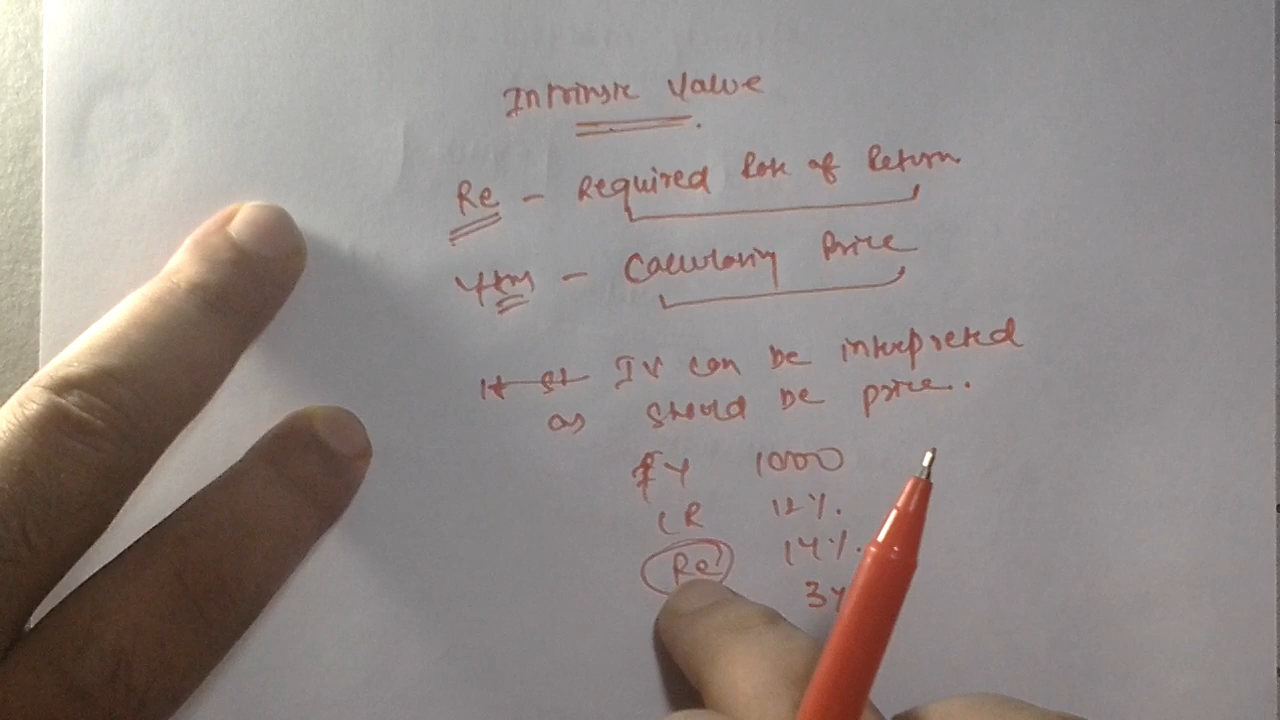 Intrinsic Value
Re - Required Rate of Return
Ytm - Calculating Price
IV can be interpreted
as should be price.
FV 1000
CR 12%.
Re 14%.
3y